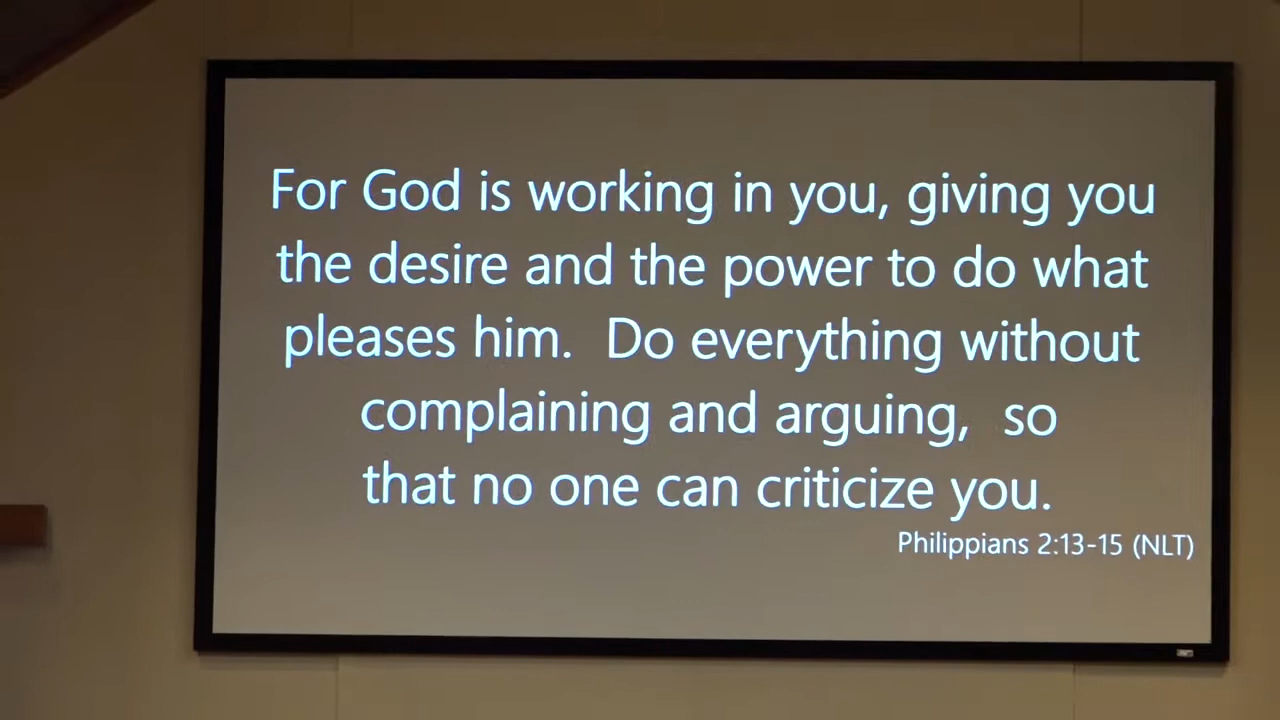 For God is working in you, giving you
the desire and the power to do what
pleases him.  Do everything without
complaining and arguing,  so
that no one can criticize you.
Philippians 2:13-15 (NLT)